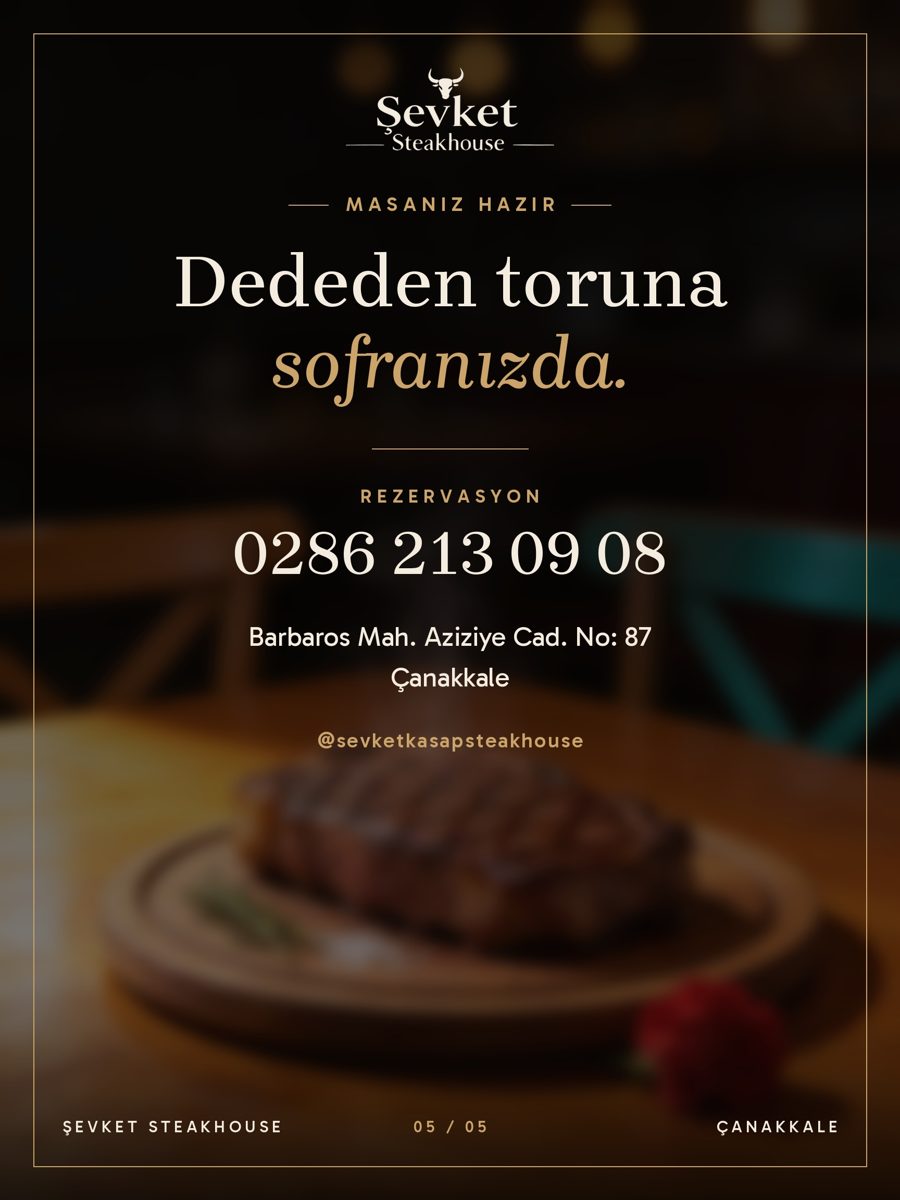 Şevket
Steakhouse
MASANIZ HAZIR
Dededen toruna
sofranızda.
REZERVASYON
0286 213 09 08
Barbaros Mah. Aziziye Cad. No: 87
Çanakkale
@sevketkasapsteakhouse
ŞEVKET STEAKHOUSE
05 / 05
ÇANAKKALE